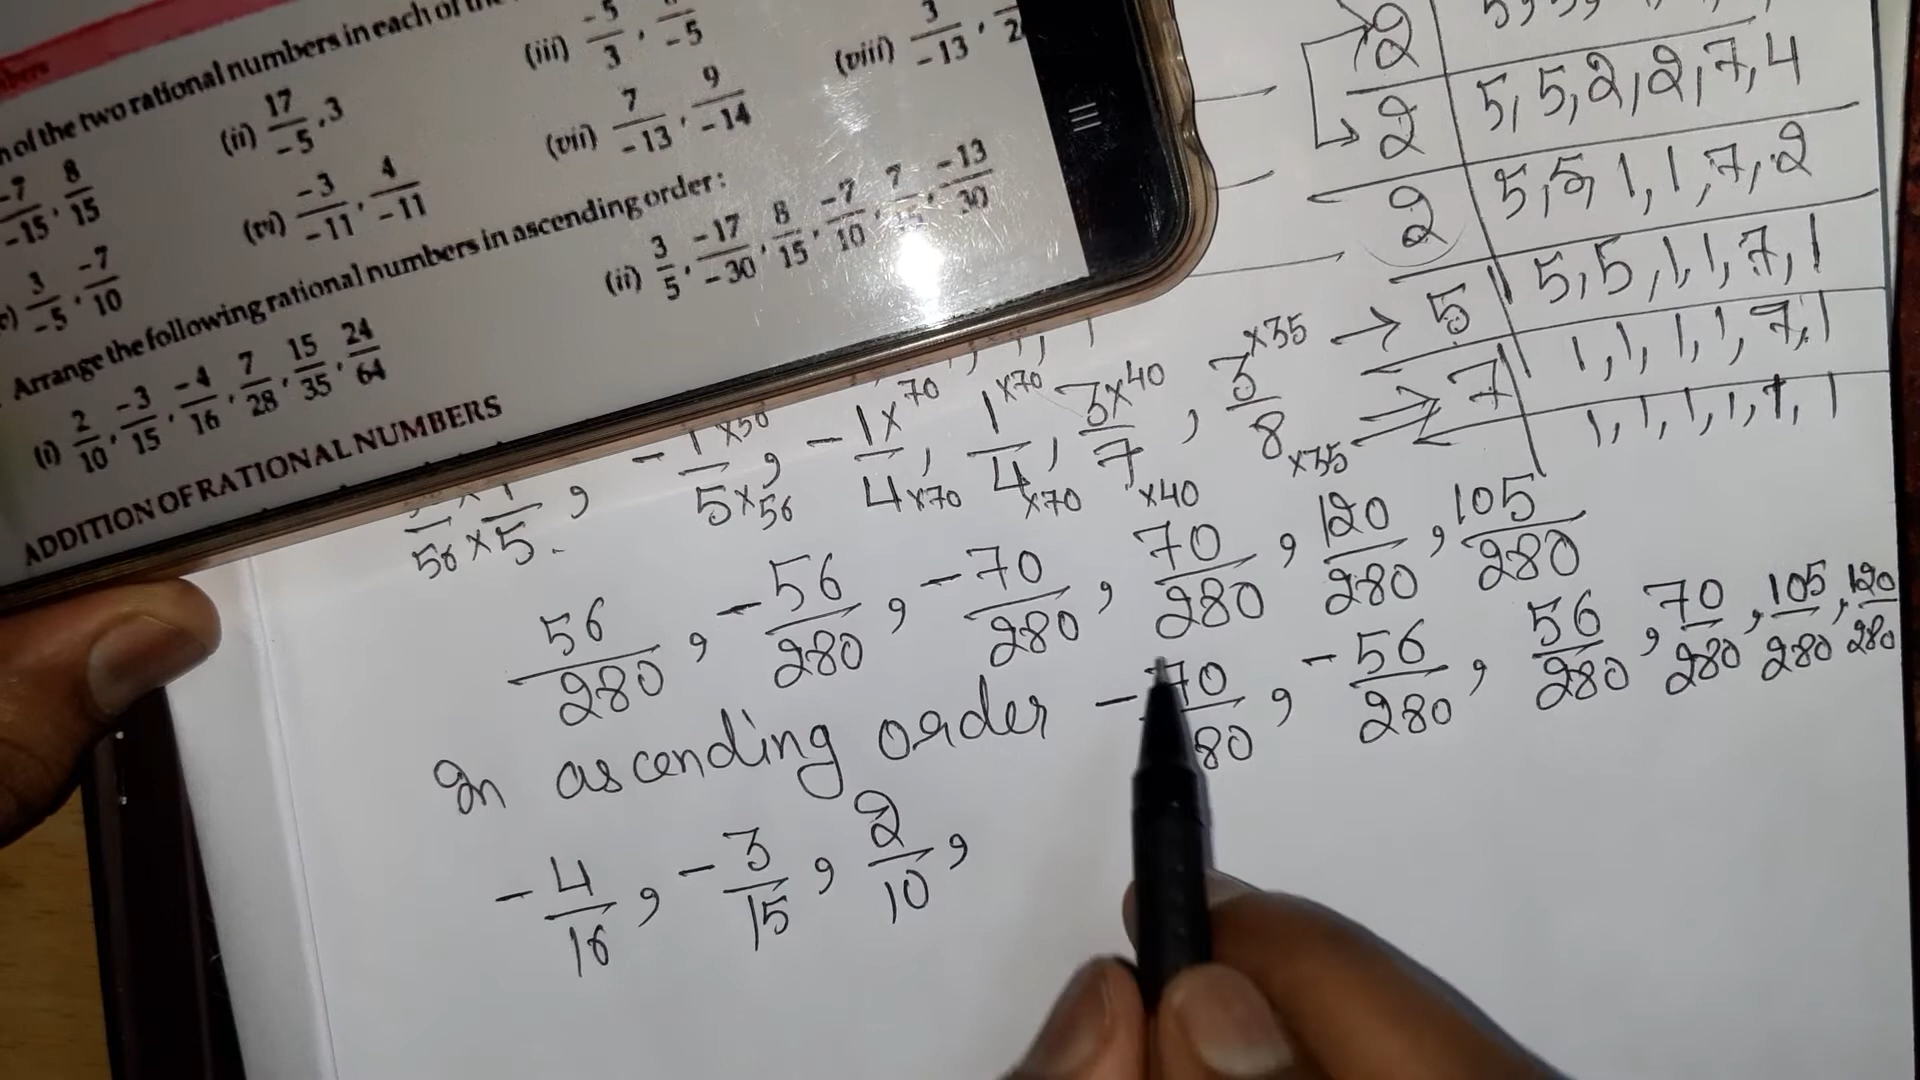 of the two rational numbers in each of the
(ii) 17/-5 , 3
(iii) -5/3 , /-5
(viii) 3/-13 ,
-7/-15 , 8/15
(vi) -3/-11 , 4/-11
(vii) 7/-13 , 9/-14
3/-5 , -7/10
Arrange the following rational numbers in ascending order :
(i) 2/10 , -3/15 , -4/16 , 7/28 , 15/35 , 24/64
(ii) 3/5 , -17/-30 , 8/15 , -7/10 , 7/15 , -13/30
ADDITION OF RATIONAL NUMBERS
2
2 5, 5, 2, 2, 7, 4
2 5, 5, 1, 1, 7, 2
5 5, 5, 1, 1, 7, 1
7 1, 1, 1, 1, 7, 1
1, 1, 1, 1, 1, 1
/56 × 1/5 , -1×56/5×56 , -1×70/4×70 , 1×70/4×70 , 3×40/7×40 , 3×35/8×35
56/280 , -56/280 , -70/280 , 70/280 , 120/280 , 105/280
In ascending order -70/80 , -56/280 , 56/280 , 70/280 , 105/280 , 120/280
-4/16 , -3/15 , 2/10 ,